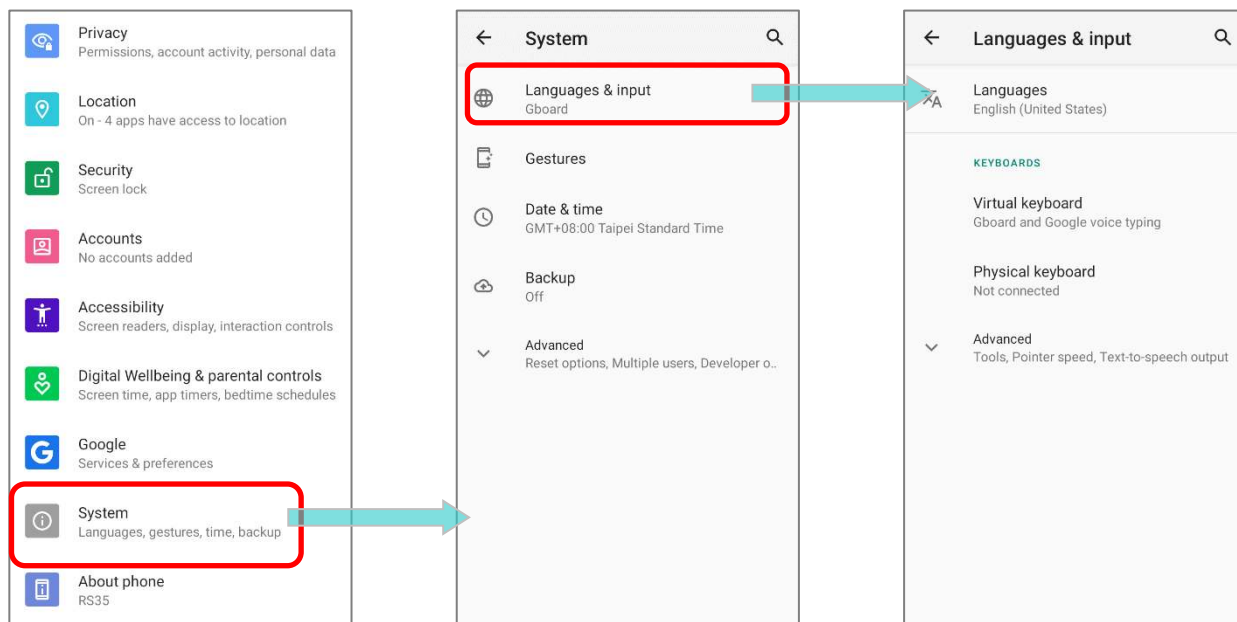 Privacy
Permissions, account activity, personal data
Location
On - 4 apps have access to location
Security
Screen lock
Accounts
No accounts added
Accessibility
Screen readers, display, interaction controls
Digital Wellbeing & parental controls
Screen time, app timers, bedtime schedules
Google
Services & preferences
System
Languages, gestures, time, backup
About phone
RS35
System
Languages & input
Gboard
Gestures
Date & time
GMT+08:00 Taipei Standard Time
Backup
Off
Advanced
Reset options, Multiple users, Developer o..
Languages & input
Languages
English (United States)
KEYBOARDS
Virtual keyboard
Gboard and Google voice typing
Physical keyboard
Not connected
Advanced
Tools, Pointer speed, Text-to-speech output